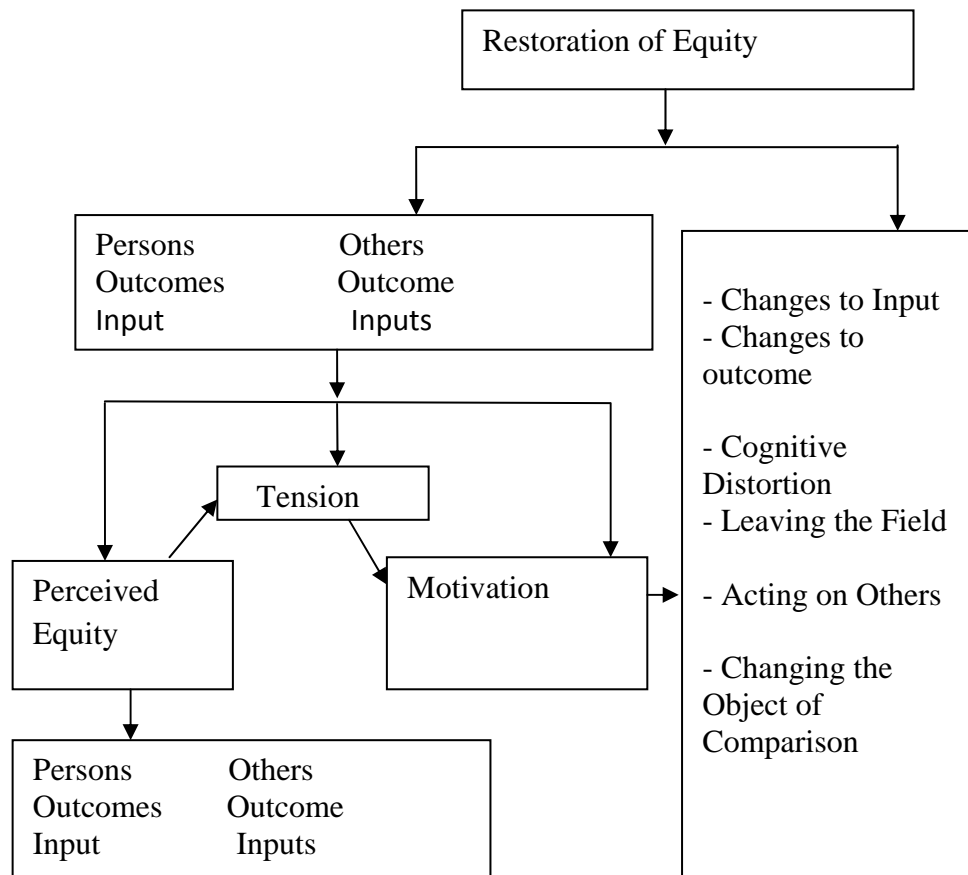 Restoration of Equity
Persons Others
Outcomes Outcome
Input Inputs
- Changes to Input
- Changes to
outcome
- Cognitive
Distortion
- Leaving the Field
- Acting on Others
- Changing the
Object of
Comparison
Tension
Perceived
Equity
Motivation
Persons Others
Outcomes Outcome
Input Inputs